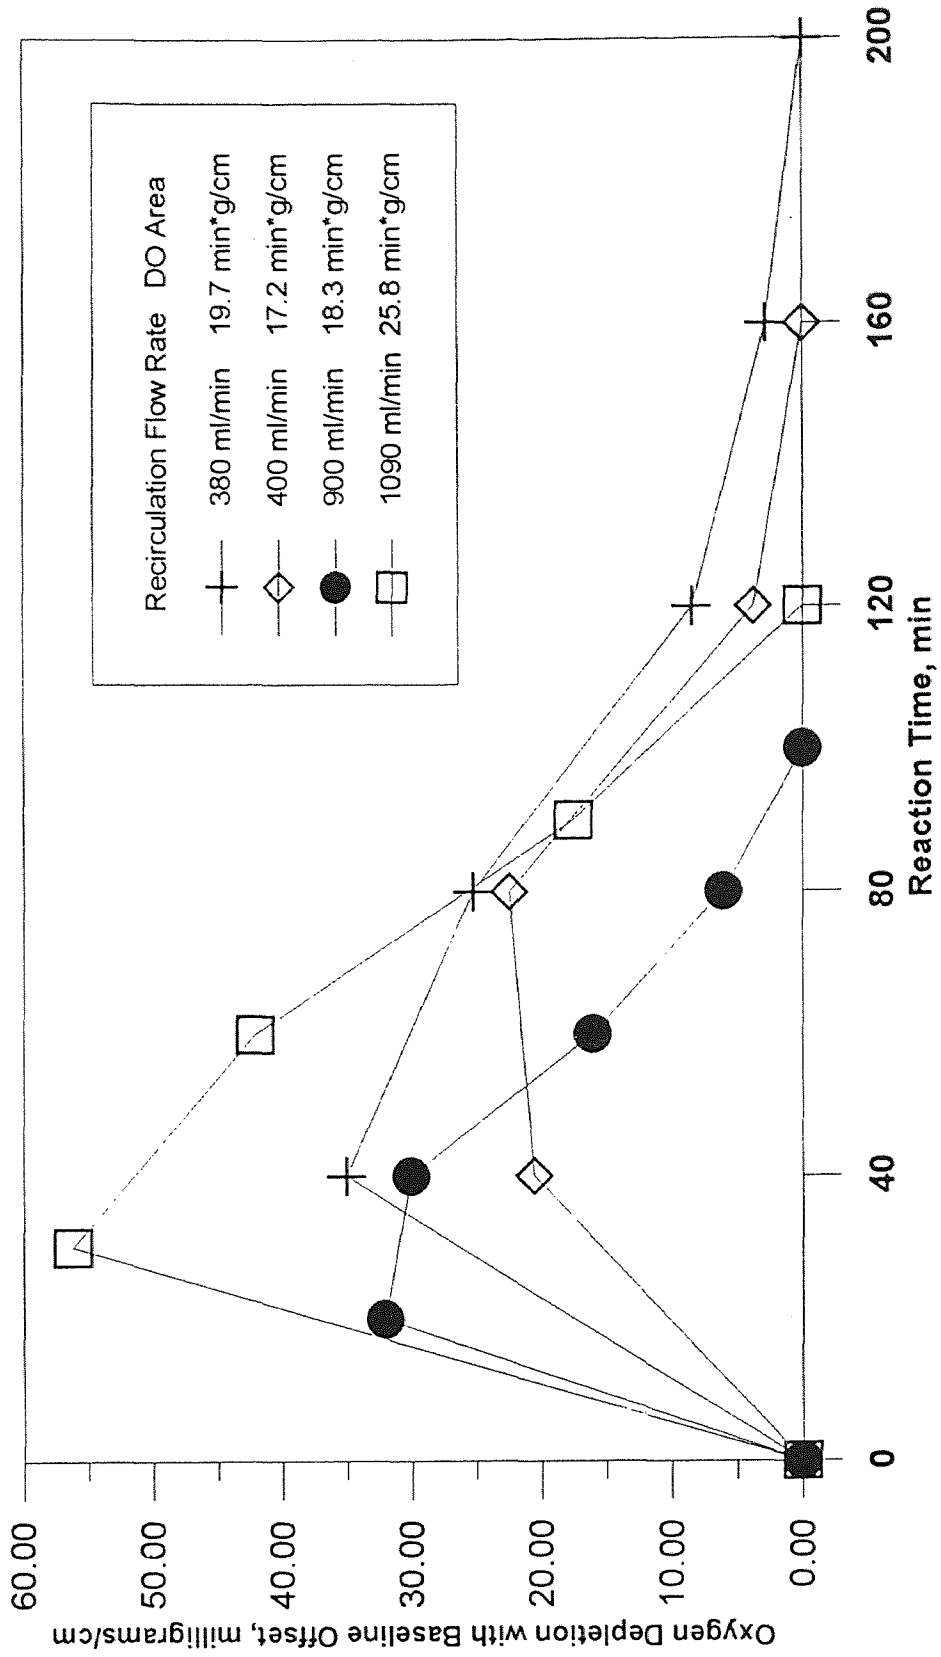 Oxygen Depletion with Baseline Offset, milligrams/cm
60.00
50.00
40.00
30.00
20.00
10.00
0.00
Recirculation Flow Rate DO Area
380 ml/min 19.7 min*g/cm
400 ml/min 17.2 min*g/cm
900 ml/min 18.3 min*g/cm
1090 ml/min 25.8 min*g/cm
0 40 80 120 160 200
Reaction Time, min